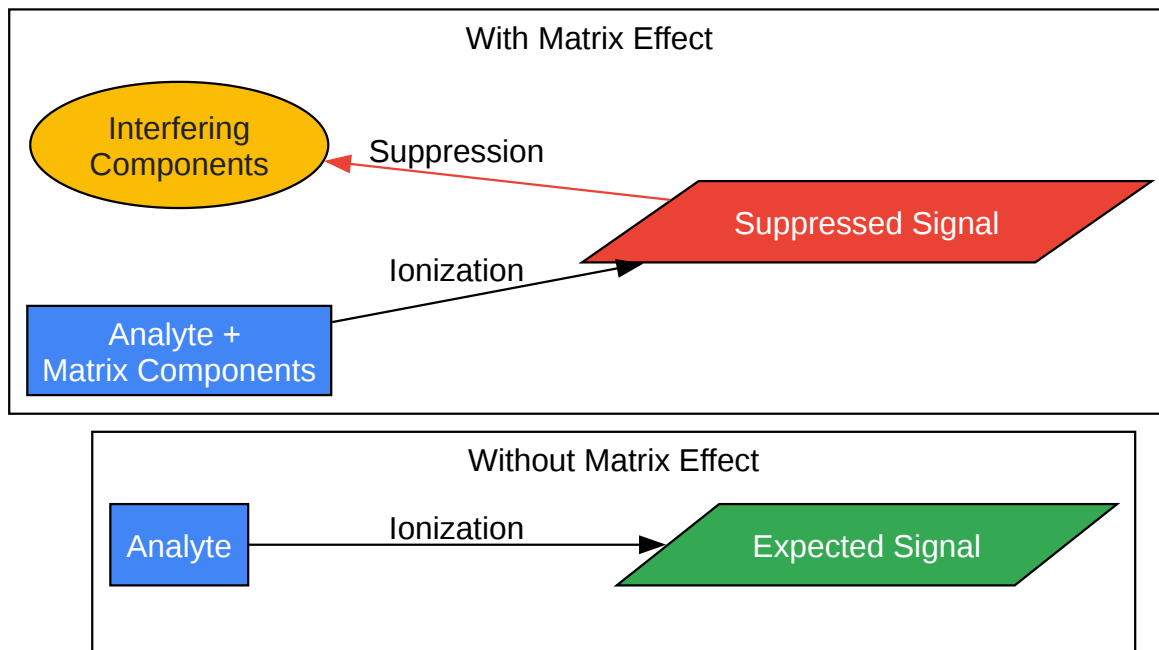 With Matrix Effect
Interfering
Components
Suppression
Suppressed Signal
Ionization
Analyte +
Matrix Components
Without Matrix Effect
Analyte
Ionization
Expected Signal